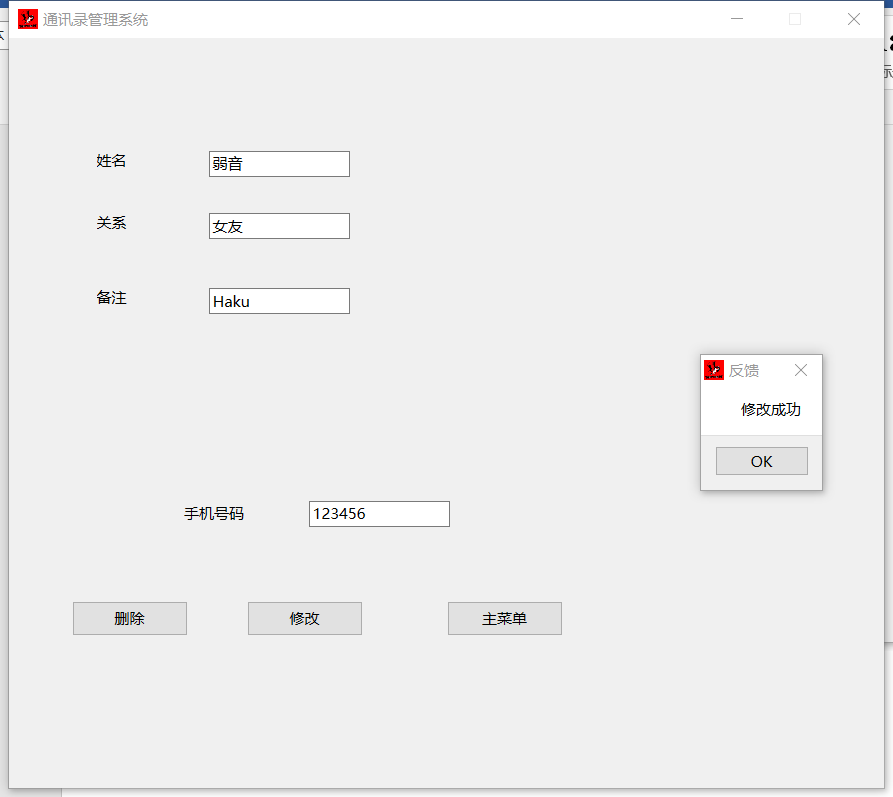 通讯录管理系统
姓名
弱音
关系
女友
备注
Haku
反馈
修改成功
OK
手机号码
123456
删除
修改
主菜单